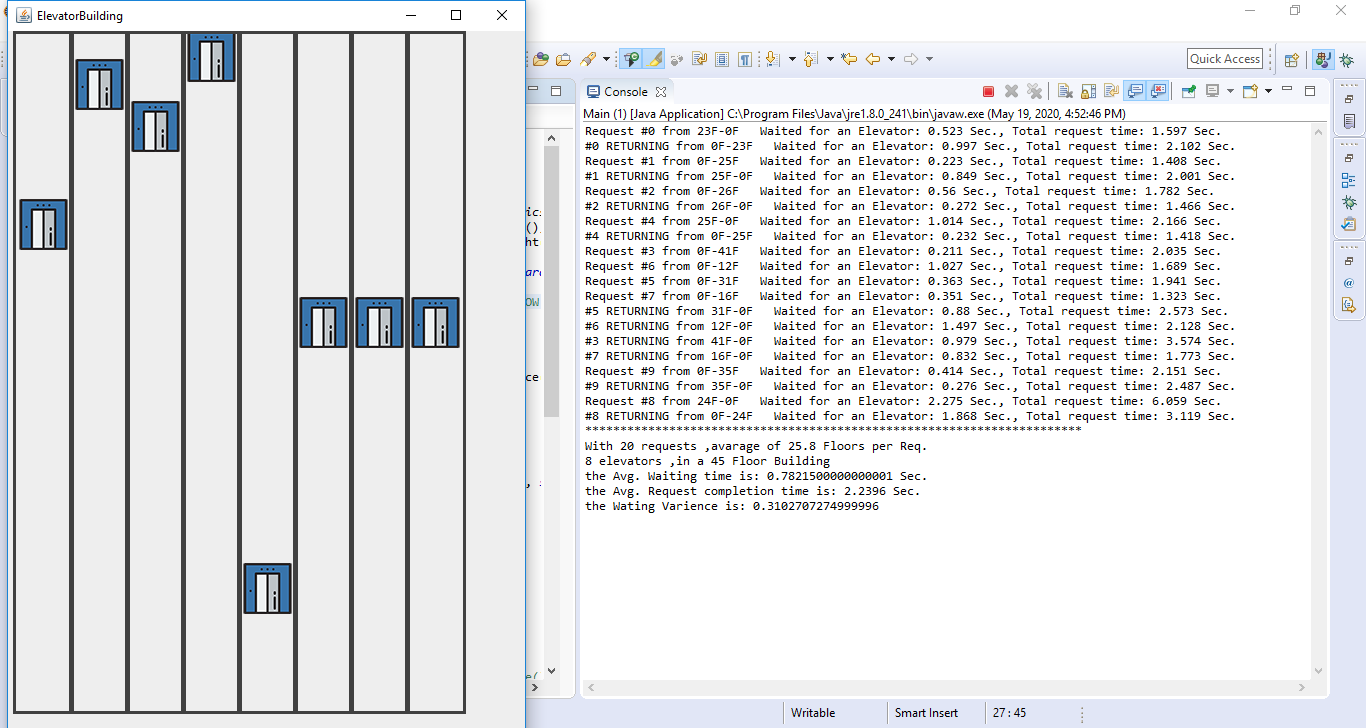 ElevatorBuilding
Quick Access
Console
Main (1) [Java Application] C:\Program Files\Java\jre1.8.0_241\bin\javaw.exe (May 19, 2020, 4:52:46 PM)
Request #0 from 23F-0F   Waited for an Elevator: 0.523 Sec., Total request time: 1.597 Sec.
#0 RETURNING from 0F-23F   Waited for an Elevator: 0.997 Sec., Total request time: 2.102 Sec.
Request #1 from 0F-25F   Waited for an Elevator: 0.223 Sec., Total request time: 1.408 Sec.
#1 RETURNING from 25F-0F   Waited for an Elevator: 0.849 Sec., Total request time: 2.001 Sec.
Request #2 from 0F-26F   Waited for an Elevator: 0.56 Sec., Total request time: 1.782 Sec.
#2 RETURNING from 26F-0F   Waited for an Elevator: 0.272 Sec., Total request time: 1.466 Sec.
Request #4 from 25F-0F   Waited for an Elevator: 1.014 Sec., Total request time: 2.166 Sec.
#4 RETURNING from 0F-25F   Waited for an Elevator: 0.232 Sec., Total request time: 1.418 Sec.
Request #3 from 0F-41F   Waited for an Elevator: 0.211 Sec., Total request time: 2.035 Sec.
Request #6 from 0F-12F   Waited for an Elevator: 1.027 Sec., Total request time: 1.689 Sec.
Request #5 from 0F-31F   Waited for an Elevator: 0.363 Sec., Total request time: 1.941 Sec.
Request #7 from 0F-16F   Waited for an Elevator: 0.351 Sec., Total request time: 1.323 Sec.
#5 RETURNING from 31F-0F   Waited for an Elevator: 0.88 Sec., Total request time: 2.573 Sec.
#6 RETURNING from 12F-0F   Waited for an Elevator: 1.497 Sec., Total request time: 2.128 Sec.
#3 RETURNING from 41F-0F   Waited for an Elevator: 0.979 Sec., Total request time: 3.574 Sec.
#7 RETURNING from 16F-0F   Waited for an Elevator: 0.832 Sec., Total request time: 1.773 Sec.
Request #9 from 0F-35F   Waited for an Elevator: 0.414 Sec., Total request time: 2.151 Sec.
#9 RETURNING from 35F-0F   Waited for an Elevator: 0.276 Sec., Total request time: 2.487 Sec.
Request #8 from 24F-0F   Waited for an Elevator: 2.275 Sec., Total request time: 6.059 Sec.
#8 RETURNING from 0F-24F   Waited for an Elevator: 1.868 Sec., Total request time: 3.119 Sec.
***********************************************************************
With 20 requests ,avarage of 25.8 Floors per Req.
8 elevators ,in a 45 Floor Building
the Avg. Waiting time is: 0.7821500000000001 Sec.
the Avg. Request completion time is: 2.2396 Sec.
the Wating Varience is: 0.3102707274999996
Writable
Smart Insert
27 : 45